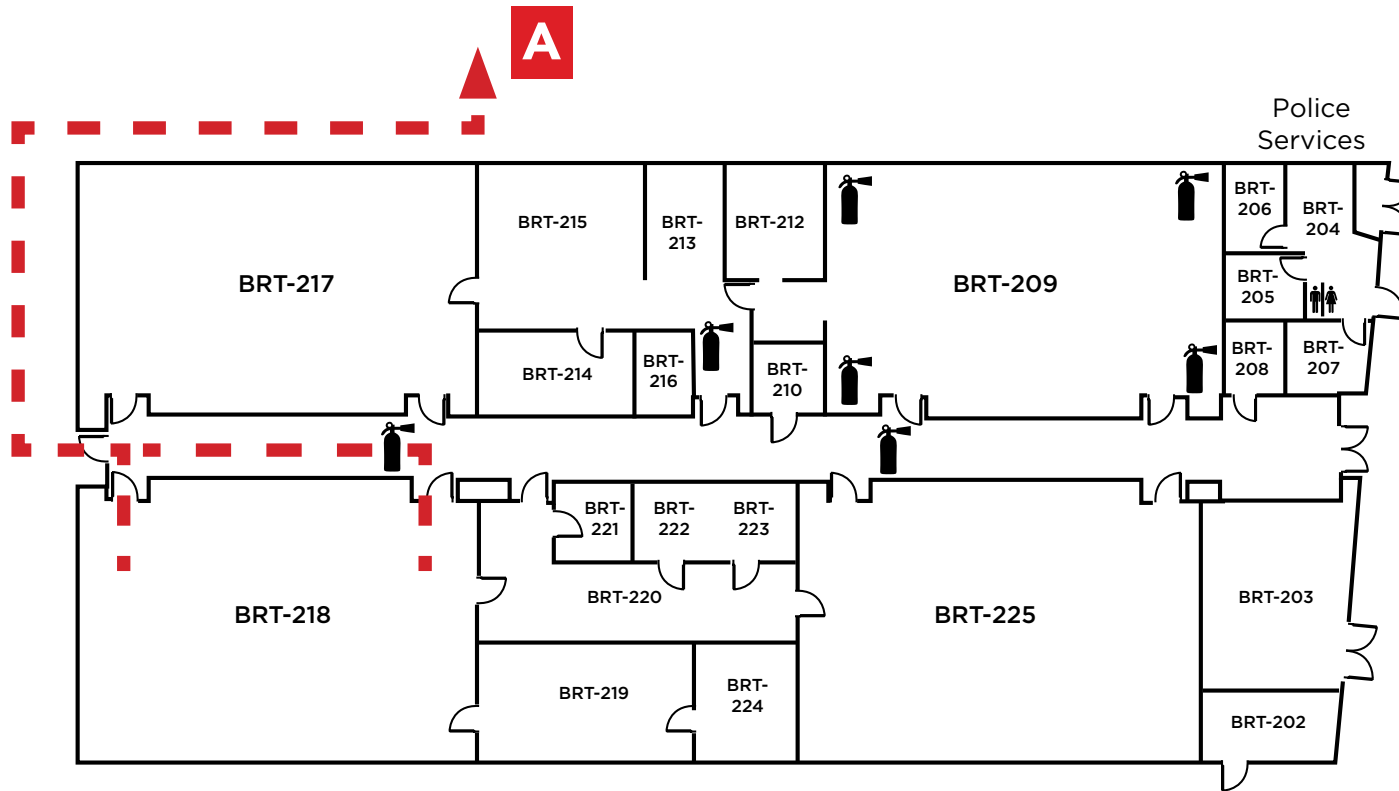 A
Police
Services
BRT-217
BRT-215
BRT-
213
BRT-212
BRT-209
BRT-
206
BRT-
204
BRT-
205
BRT-214
BRT-
216
BRT-
210
BRT-
208
BRT-
207
BRT-218
BRT-
221
BRT-
222
BRT-
223
BRT-220
BRT-225
BRT-203
BRT-219
BRT-
224
BRT-202